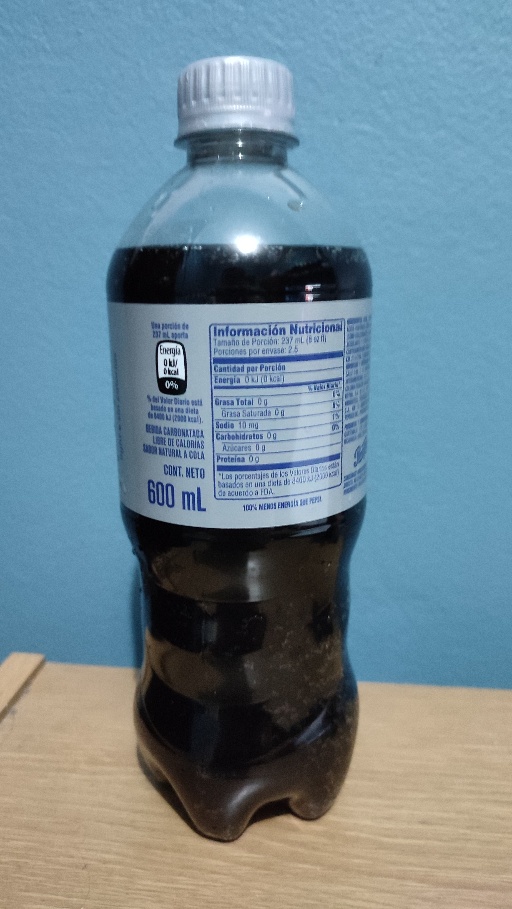 Una porción de
237 mL aporta
Energía
0 kJ/
0 kcal
0%
% del Valor Diario está
basado en una dieta
de 8400 kJ (2000 kcal).
BEBIDA CARBONATADA
LIBRE DE CALORÍAS
SABOR NATURAL A COLA
CONT. NETO
600 mL
Información Nutricional
Tamaño de Porción: 237 mL (8 oz fl)
Porciones por envase: 2.5
Cantidad por Porción
Energía 0 kJ (0 kcal)
% Valor Diario*
Grasa Total 0 g
Grasa Saturada 0 g
Sodio 10 mg
0%
Carbohidratos 0 g
Azúcares 0 g
Proteína 0 g
*Los porcentajes de los Valores Diarios están
basados en una dieta de 8400 kJ (2000 kcal)
de acuerdo a FDA.
100% MENOS ENERGÍA QUE PEPSI.